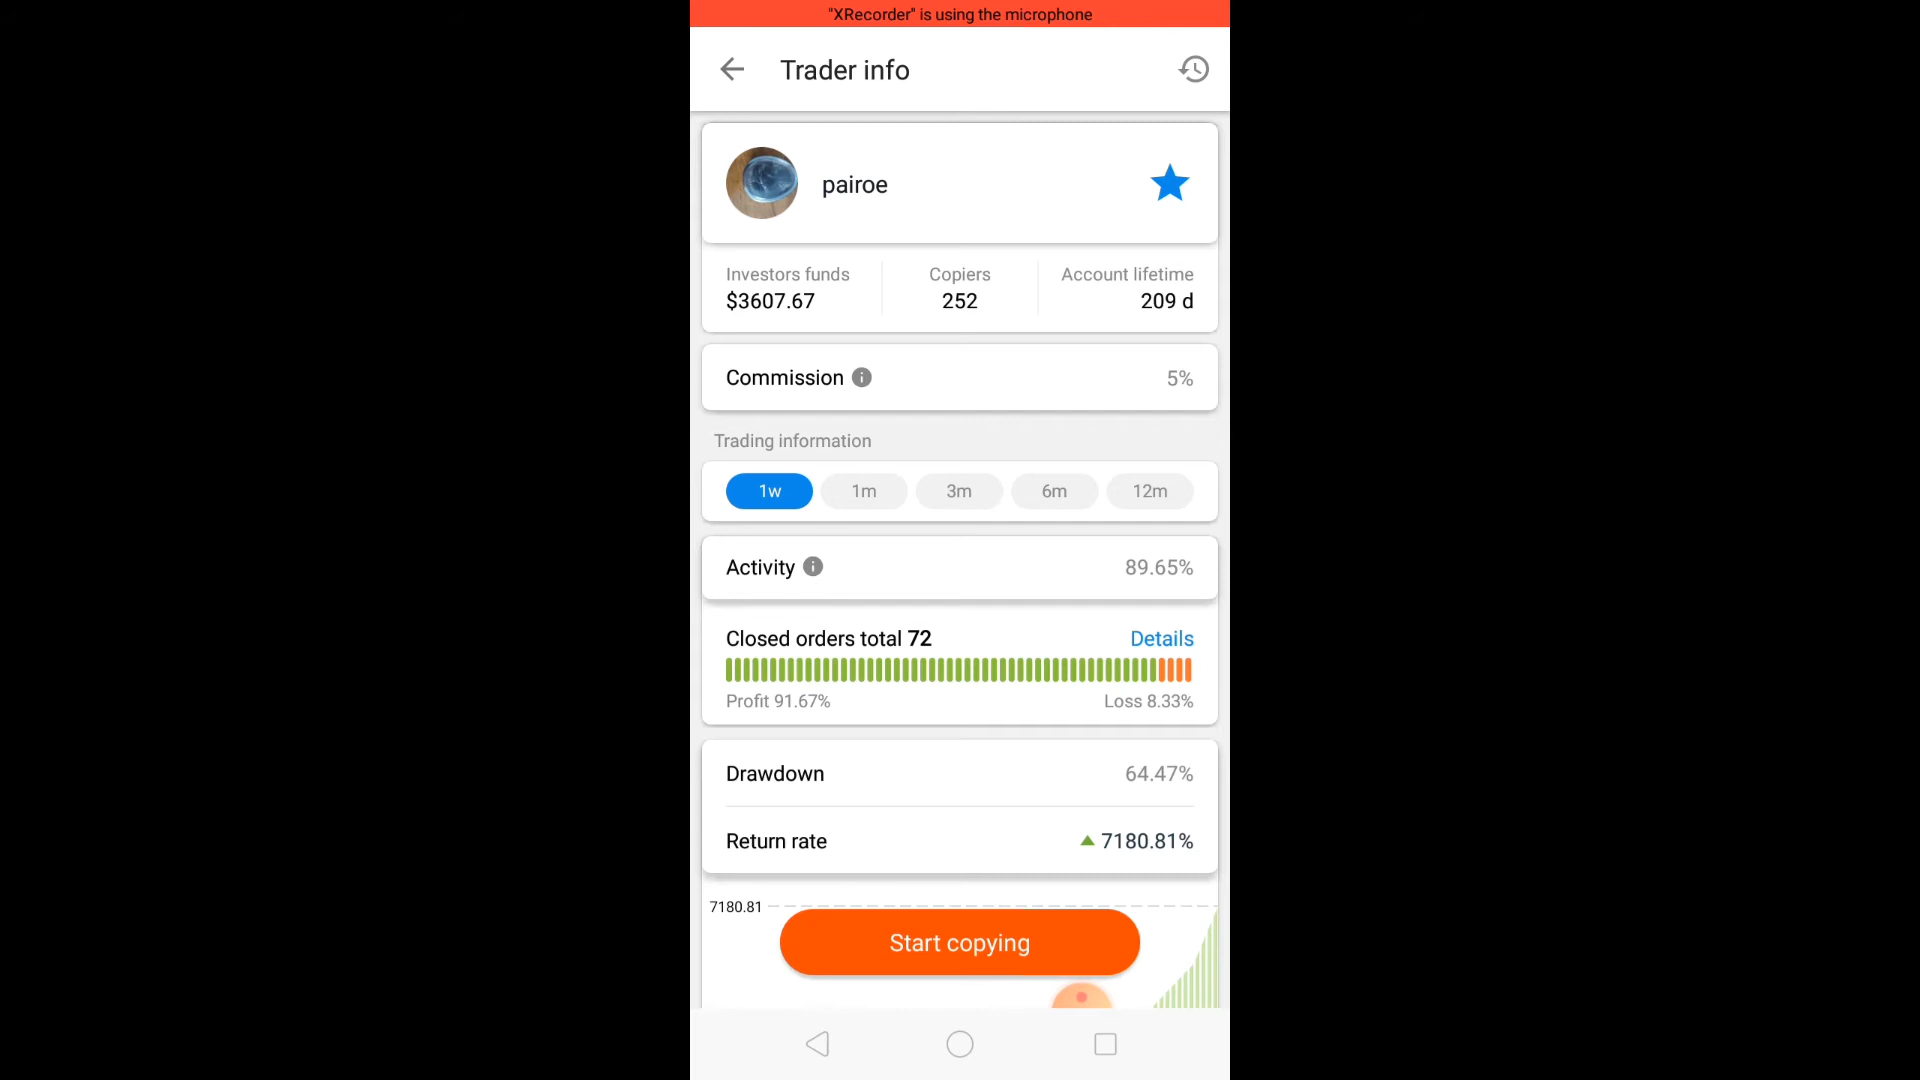 "XRecorder" is using the microphone
Trader info
pairoe
Investors funds
$3607.67
Copiers
252
Account lifetime
209 d
Commission
5%
Trading information
1w
1m
3m
6m
12m
Activity
89.65%
Closed orders total 72
Details
Profit 91.67%
Loss 8.33%
Drawdown
64.47%
Return rate
7180.81%
7180.81
Start copying